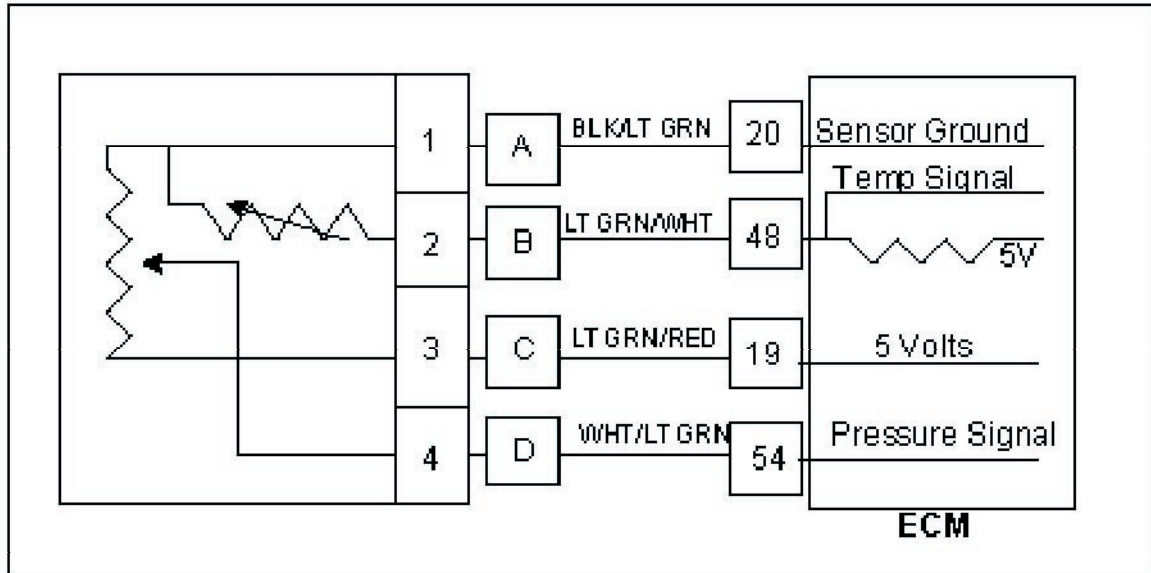 1 A BLK/LT GRN 20 Sensor Ground
Temp Signal
2 B LT GRN/WHT 48 5V
3 C LT GRN/RED 19 5 Volts
4 D WHT/LT GRN 54 Pressure Signal
ECM